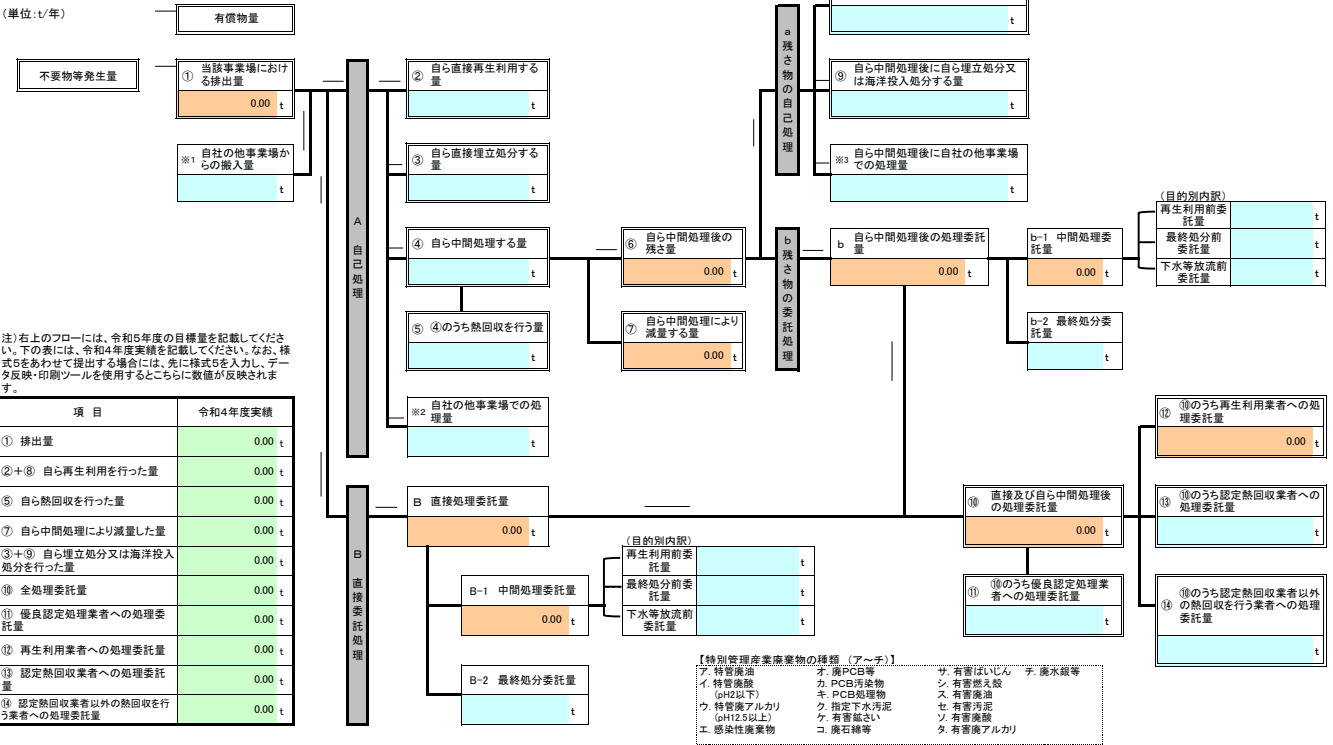 (単位:t/年)
有償物量
不要物等発生量
① 当該事業場におけ
る排出量
0.00 t
※1 自社の他事業場か
らの搬入量
t
A 自己処理
② 自ら直接再生利用する
量
t
③ 自ら直接埋立処分する
量
t
④ 自ら中間処理する量
t
⑤ ④のうち熱回収を行う量
t
※2 自社の他事業場での処
理量
t
⑥ 自ら中間処理後の
残さ量
0.00 t
⑦ 自ら中間処理により
減量する量
0.00 t
a 残さ物の自己処理
t
⑨ 自ら中間処理後に自ら埋立処分又
は海洋投入処分する量
t
※3 自ら中間処理後に自社の他事業場
での処理量
t
b 残さ物の委託処理
b 自ら中間処理後の処理委託
量
0.00 t
b-1 中間処理委
託量
0.00 t
(目的別内訳)
再生利用前委
託量
t
最終処分前
委託量
t
下水等放流前
委託量
t
b-2 最終処分委
託量
t
注)右上のフローには、令和5年度の目標量を記載してくださ
い。下の表には、令和4年度実績を記載してください。なお、様
式5をあわせて提出する場合には、先に様式5を入力し、デー
タ反映・印刷ツールを使用するとこちらに数値が反映されま
す。
項 目 令和4年度実績
① 排出量 0.00 t
②+⑧ 自ら再生利用を行った量 0.00 t
⑤ 自ら熱回収を行った量 0.00 t
⑦ 自ら中間処理により減量した量 0.00 t
③+⑨ 自ら埋立処分又は海洋投入
処分を行った量 0.00 t
⑩ 全処理委託量 0.00 t
⑪ 優良認定処理業者への処理委
託量 0.00 t
⑫ 再生利用業者への処理委託量 0.00 t
⑬ 認定熱回収業者への処理委託
量 0.00 t
⑭ 認定熱回収業者以外の熱回収を行
う業者への処理委託量 0.00 t
B 直接委託処理
B 直接処理委託量
0.00 t
B-1 中間処理委託量
0.00 t
(目的別内訳)
再生利用前委
託量
t
最終処分前委
託量
t
下水等放流前
委託量
t
B-2 最終処分委託量
t
⑩ 直接及び自ら中間処理後
の処理委託量
0.00 t
⑪ ⑩のうち優良認定処理業
者への処理委託量
t
⑫ ⑩のうち再生利用業者への処
理委託量
0.00 t
⑬ ⑩のうち認定熱回収業者への
処理委託量
t
⑭ ⑩のうち認定熱回収業者以外
の熱回収を行う業者への処理
委託量
t
【特別管理産業廃棄物の種類 (ア~チ)】
ア. 特管廃油 オ. 廃PCB等 サ. 有害ばいじん チ. 廃水銀等
イ. 特管廃酸 カ. PCB汚染物 シ. 有害燃え殻
(pH2以下) キ. PCB処理物 ス. 有害廃油
ウ. 特管廃アルカリ ク. 指定下水汚泥 セ. 有害汚泥
(pH12.5以上) ケ. 有害鉱さい ソ. 有害廃酸
エ. 感染性廃棄物 コ. 廃石綿等 タ. 有害廃アルカリ